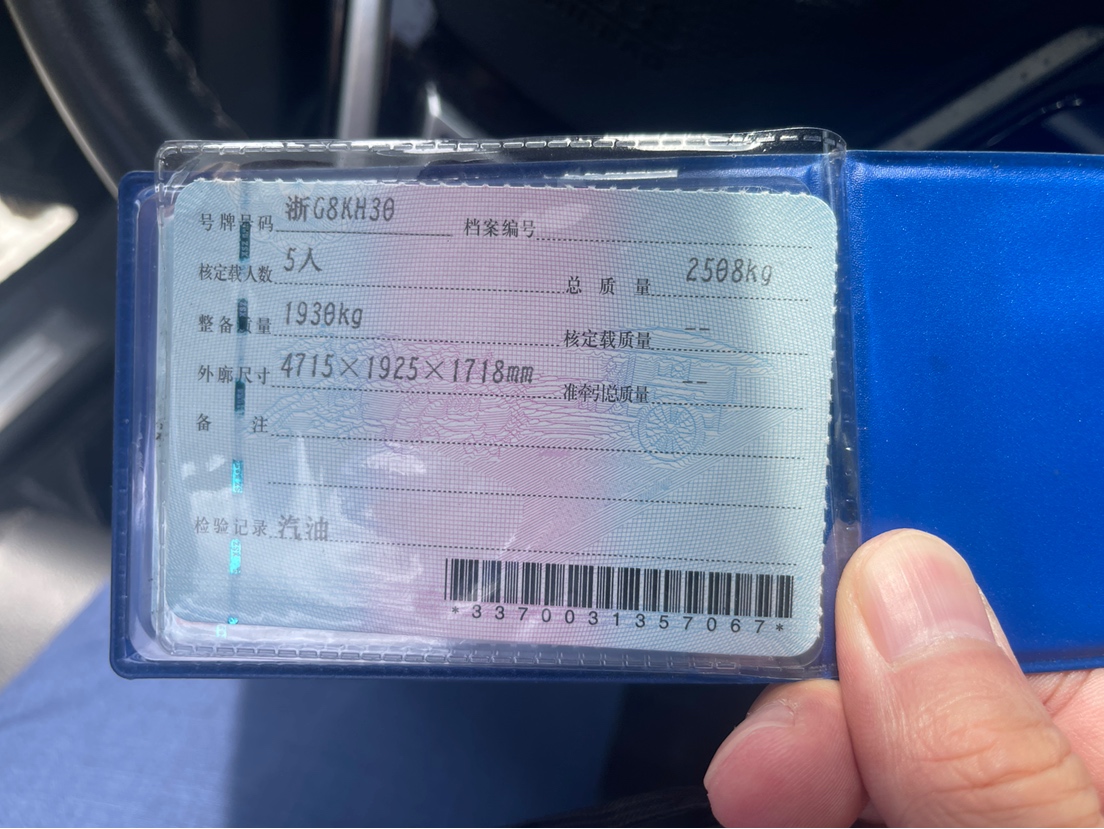 号牌号码 浙G8KH30 档案编号
核定载人数 5人 总质量 2508kg
整备质量 1930kg 核定载质量 --
外廓尺寸 4715×1925×1718mm 准牵引总质量 --
备注
检验记录 汽油
*3370031357067*